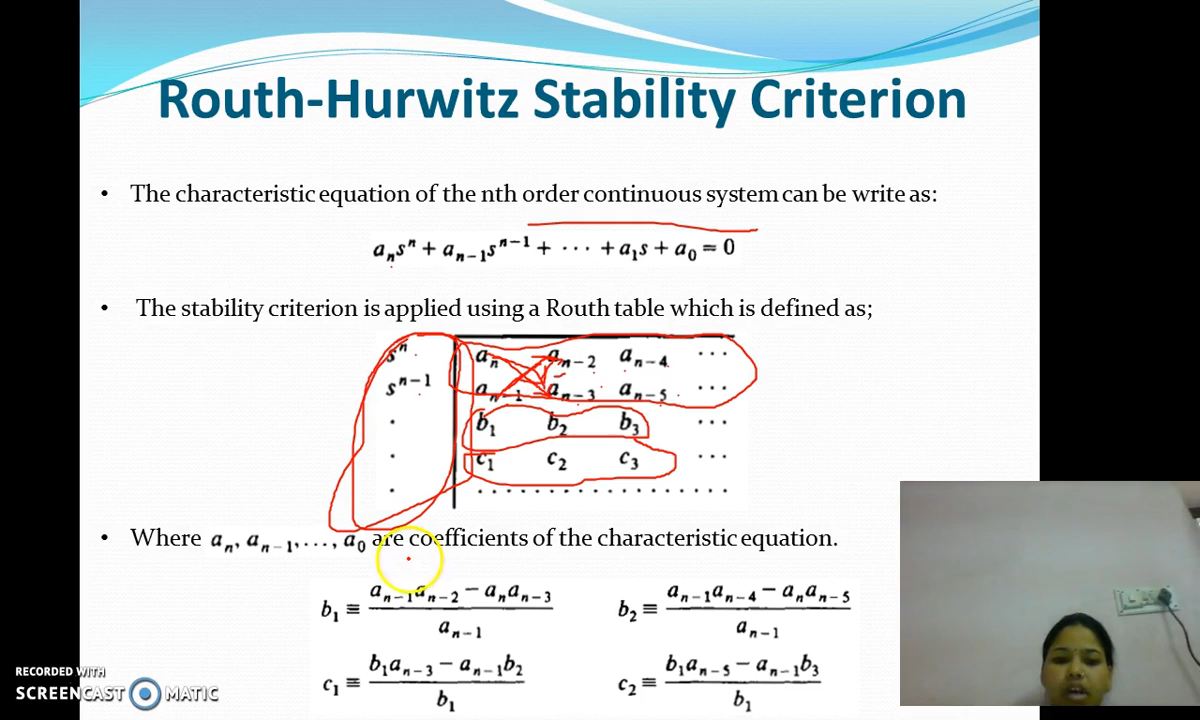 Routh-Hurwitz Stability Criterion
• The characteristic equation of the nth order continuous system can be write as:
aₙsⁿ + aₙ₋₁sⁿ⁻¹ + ··· + a₁s + a₀ = 0
• The stability criterion is applied using a Routh table which is defined as;
sⁿ | aₙ aₙ₋₂ aₙ₋₄ ···
sⁿ⁻¹ | aₙ₋₁ aₙ₋₃ aₙ₋₅ ···
. | b₁ b₂ b₃ ···
. | c₁ c₂ c₃ ···
. | ··················
• Where aₙ, aₙ₋₁, ..., a₀ are coefficients of the characteristic equation.
b₁ ≡ (aₙ₋₁aₙ₋₂ − aₙaₙ₋₃) / aₙ₋₁ b₂ ≡ (aₙ₋₁aₙ₋₄ − aₙaₙ₋₅) / aₙ₋₁
c₁ ≡ (b₁aₙ₋₃ − aₙ₋₁b₂) / b₁ c₂ ≡ (b₁aₙ₋₅ − aₙ₋₁b₃) / b₁
RECORDED WITH
SCREENCAST MATIC